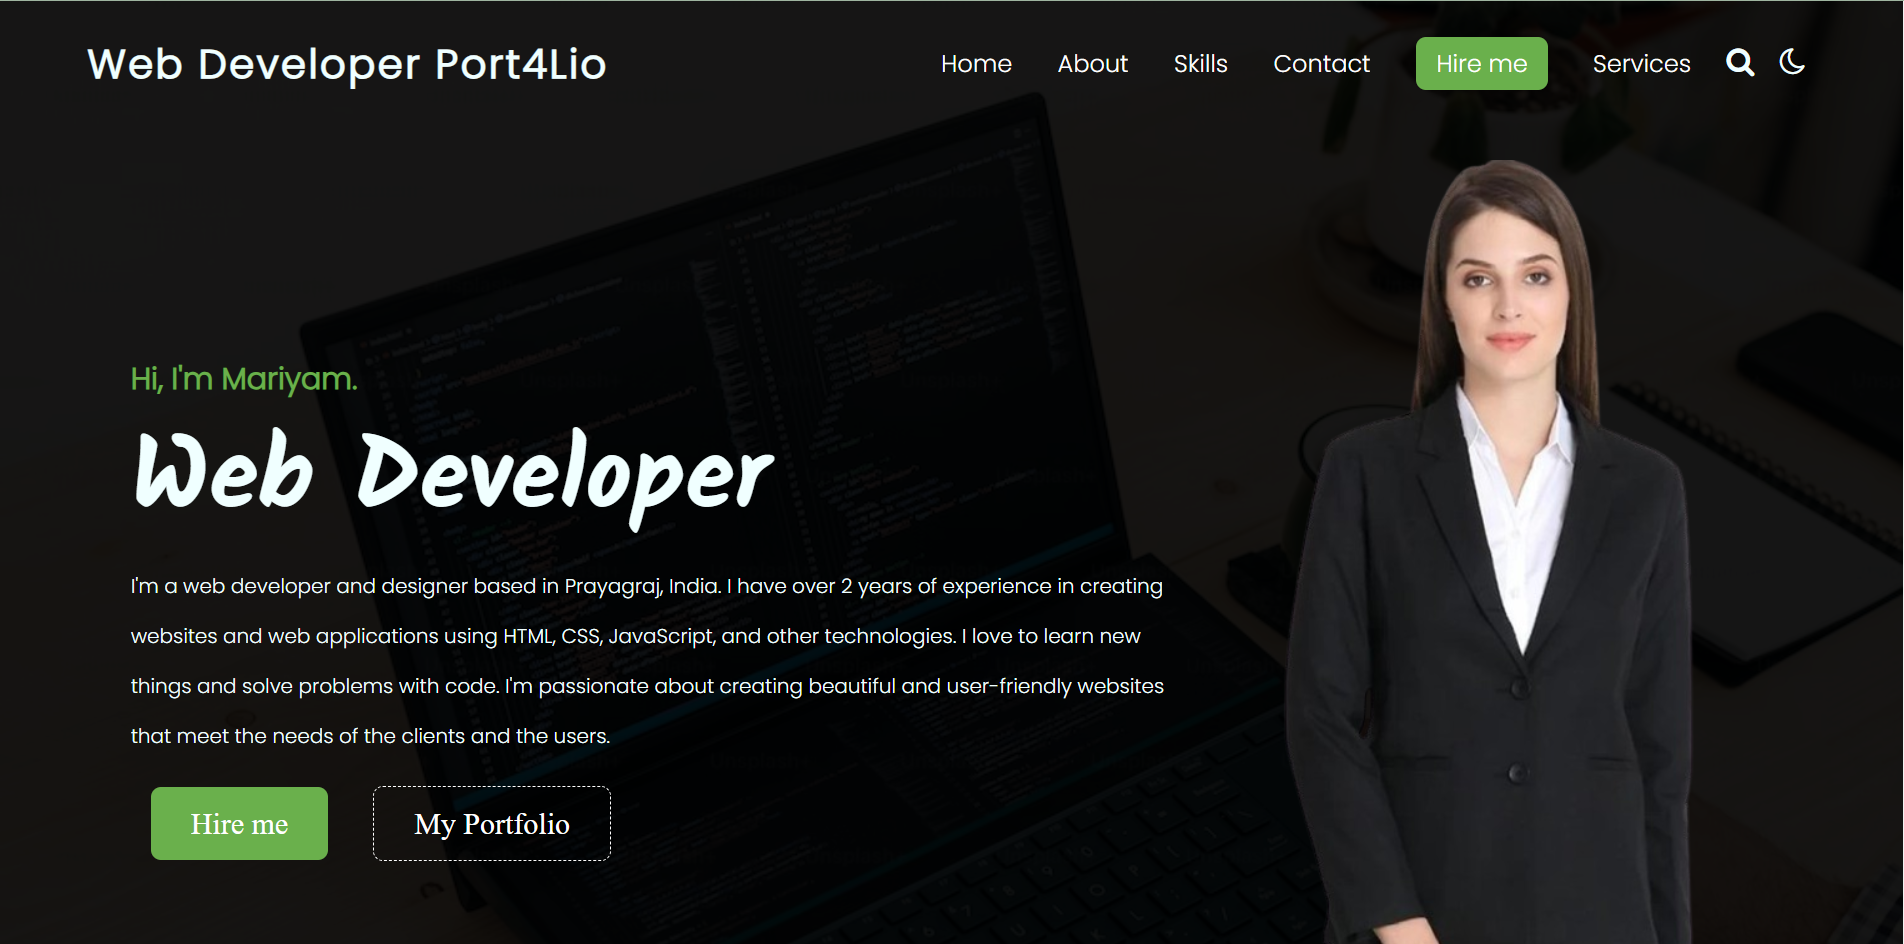 Web Developer Port4Lio
Home About Skills Contact Hire me Services
Hi, I'm Mariyam.
Web Developer
I'm a web developer and designer based in Prayagraj, India. I have over 2 years of experience in creating
websites and web applications using HTML, CSS, JavaScript, and other technologies. I love to learn new
things and solve problems with code. I'm passionate about creating beautiful and user-friendly websites
that meet the needs of the clients and the users.
Hire me My Portfolio